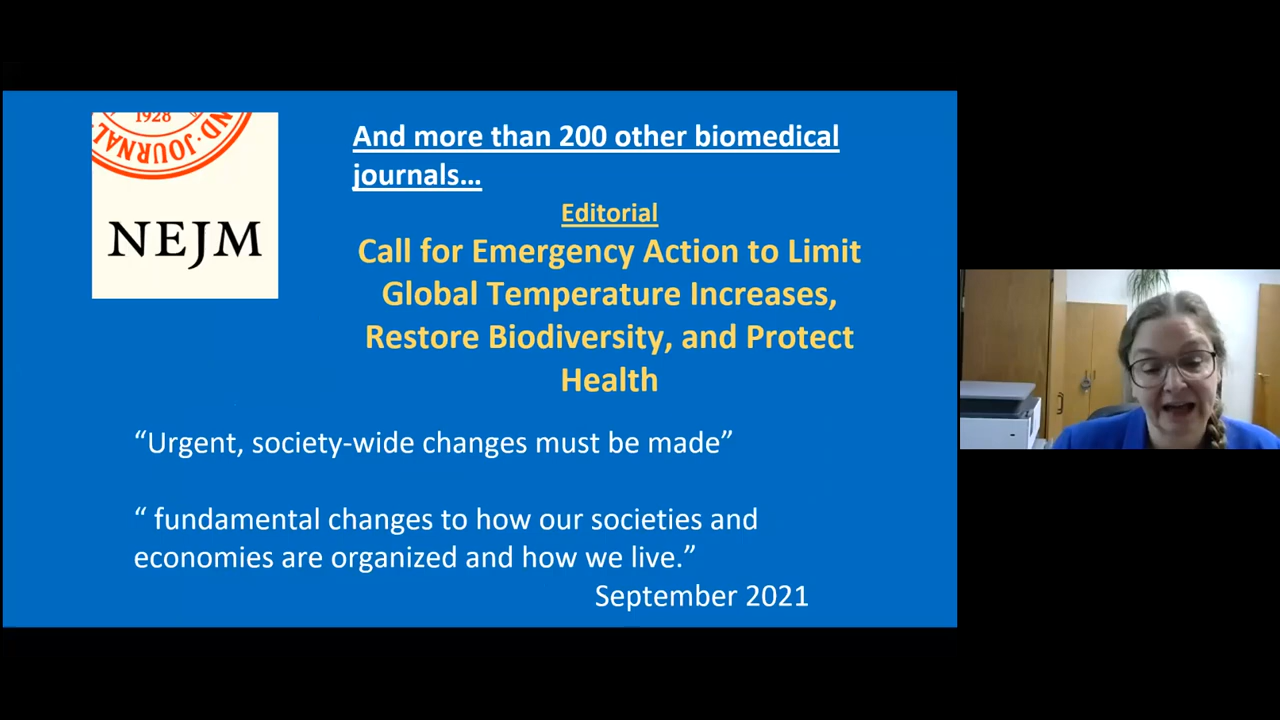 1928
ND · JOURNAL
NEJM
And more than 200 other biomedical
journals…
Editorial
Call for Emergency Action to Limit
Global Temperature Increases,
Restore Biodiversity, and Protect
Health
“Urgent, society-wide changes must be made”
“ fundamental changes to how our societies and
economies are organized and how we live.”
September 2021